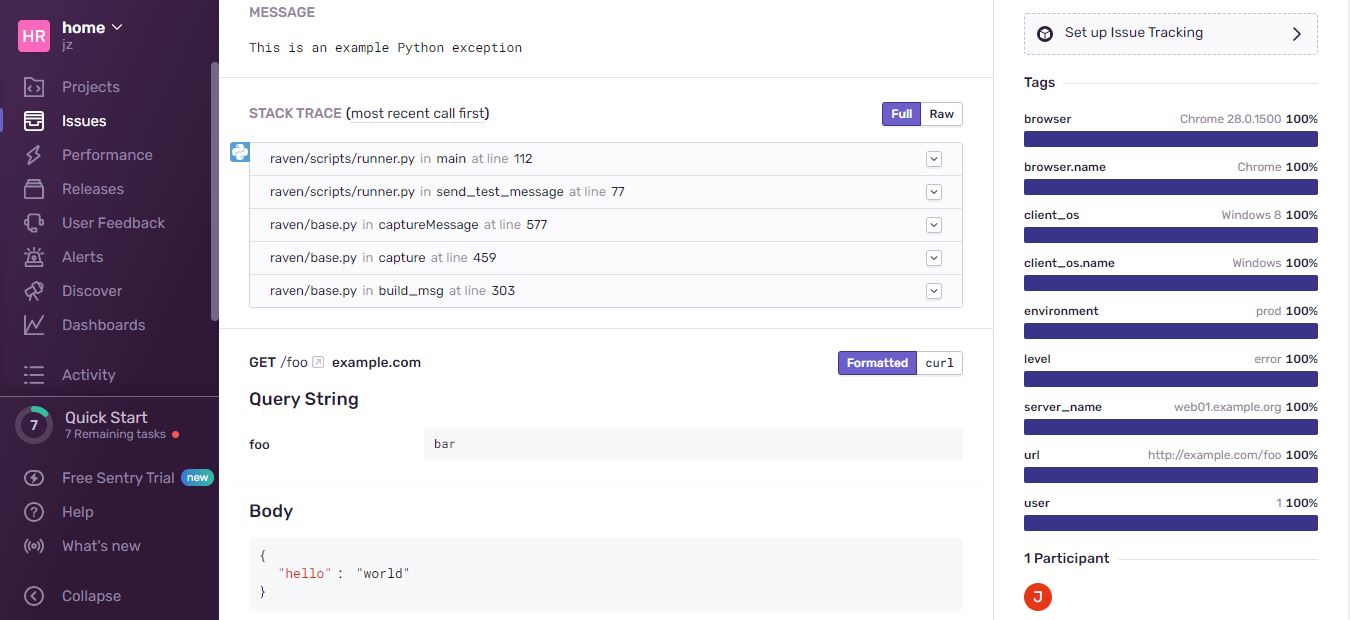 HR
home
jz
Projects
Issues
Performance
Releases
User Feedback
Alerts
Discover
Dashboards
Activity
7
Quick Start
7 Remaining tasks
Free Sentry Trial new
Help
What's new
Collapse
MESSAGE
This is an example Python exception
STACK TRACE (most recent call first)
Full Raw
raven/scripts/runner.py in main at line 112
raven/scripts/runner.py in send_test_message at line 77
raven/base.py in captureMessage at line 577
raven/base.py in capture at line 459
raven/base.py in build_msg at line 303
GET /foo example.com
Formatted curl
Query String
foo bar
Body
{
"hello" : "world"
}
Set up Issue Tracking
Tags
browser Chrome 28.0.1500 100%
browser.name Chrome 100%
client_os Windows 8 100%
client_os.name Windows 100%
environment prod 100%
level error 100%
server_name web01.example.org 100%
url http://example.com/foo 100%
user 1 100%
1 Participant
J